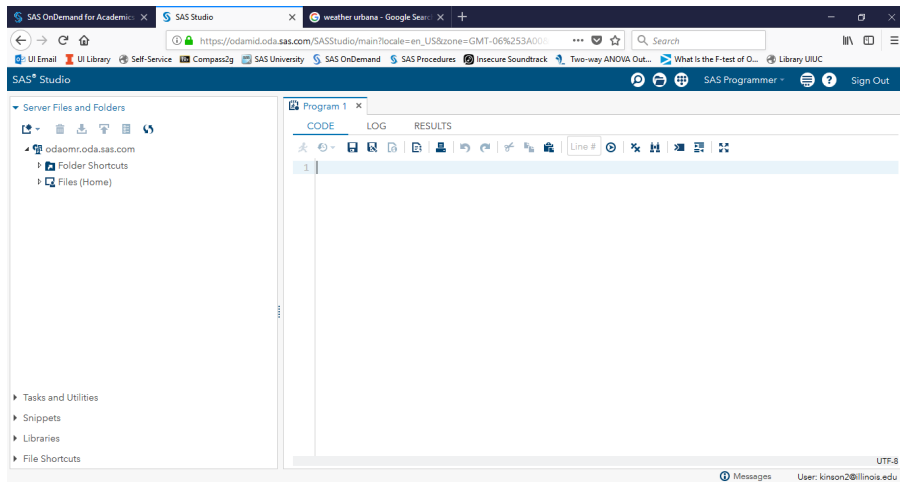 SAS OnDemand for Academics SAS Studio weather urbana - Google Searc
https://odamid.oda.sas.com/SASStudio/main?locale=en_US&zone=GMT-06%253A00& Search
UI Email UI Library Self-Service Compass2g SAS University SAS OnDemand SAS Procedures Insecure Soundtrack Two-way ANOVA Out... What Is the F-test of O... Library UIUC
SAS® Studio SAS Programmer Sign Out
Server Files and Folders
Program 1
CODE LOG RESULTS
Line #
odaomr.oda.sas.com
Folder Shortcuts
Files (Home)
1
Tasks and Utilities
Snippets
Libraries
File Shortcuts
UTF-8
Messages User: kinson2@illinois.edu